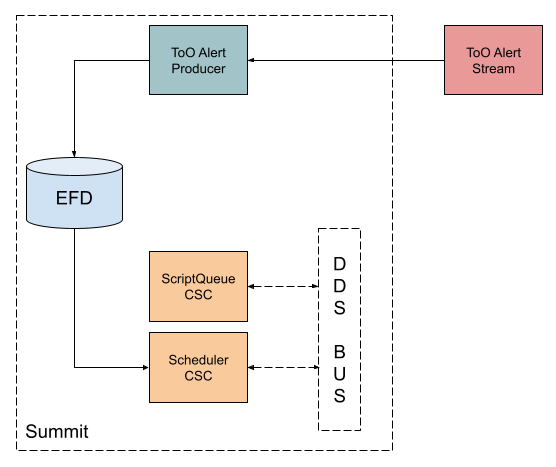 ToO Alert
Producer
ToO Alert
Stream
EFD
ScriptQueue
CSC
Scheduler
CSC
D
D
S
B
U
S
Summit